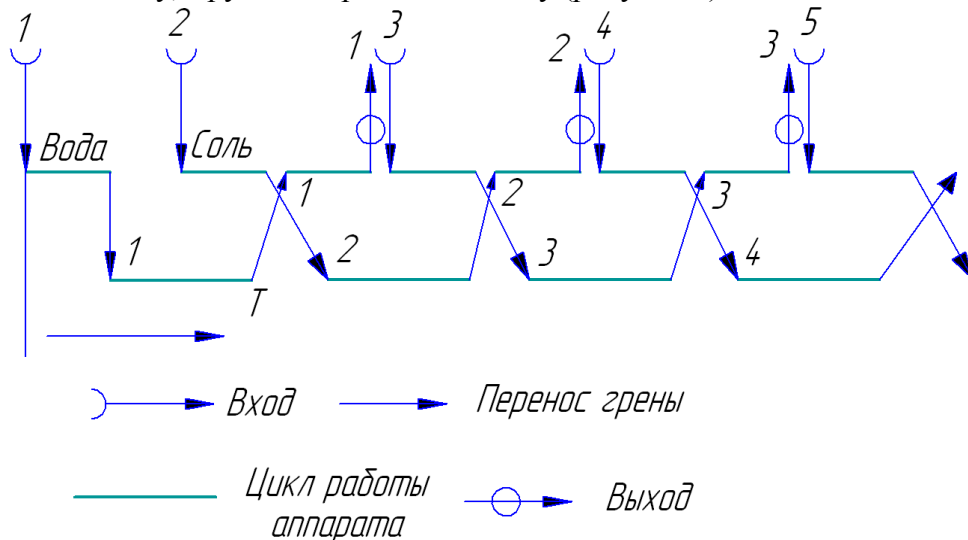 1 2 1 3 2 4 3 5
Вода Соль
1 2 3
1 2 3 4
Т
Вход Перенос грены
Цикл работы
аппарата
Выход